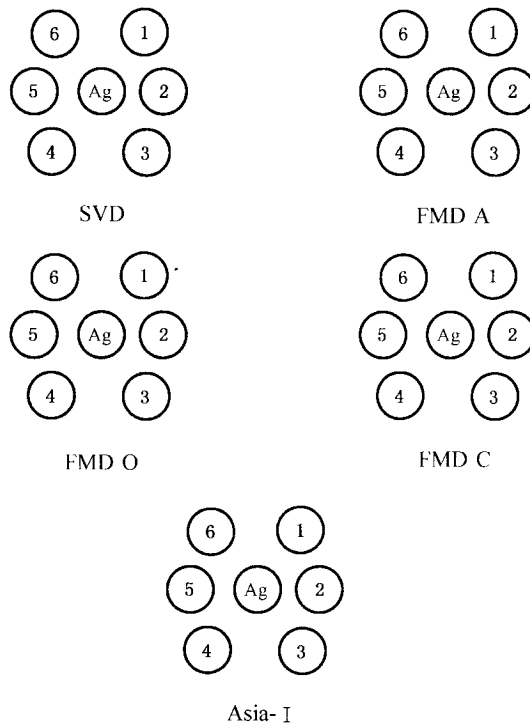 6 1 6 1
5 Ag 2 5 Ag 2
4 3 4 3
SVD FMD A
6 1 6 1
5 Ag 2 5 Ag 2
4 3 4 3
FMD O FMD C
6 1
5 Ag 2
4 3
Asia-I